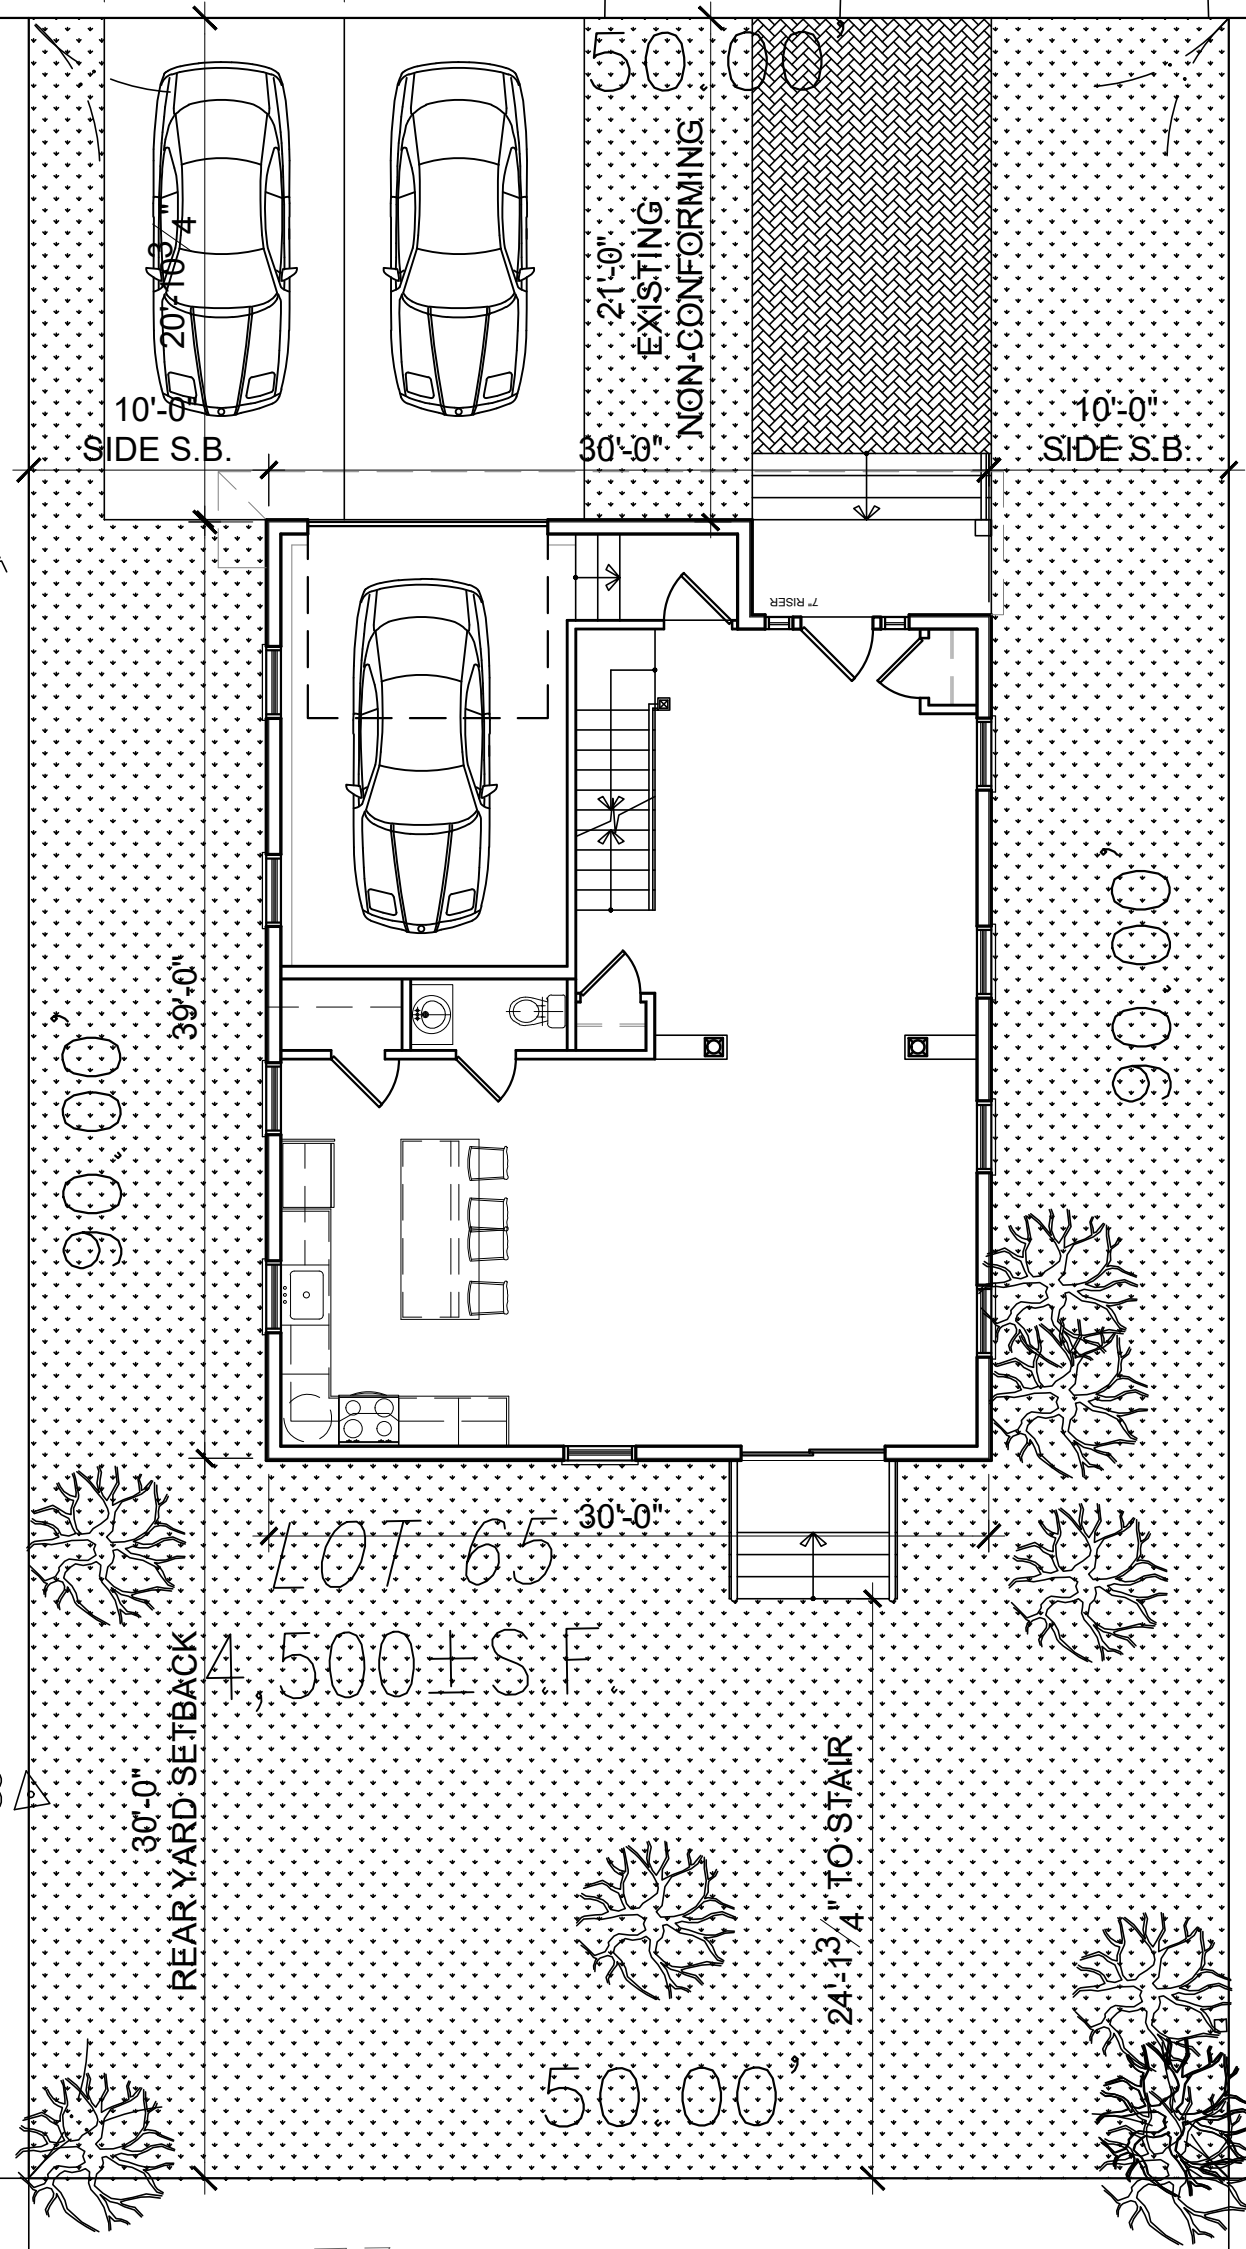 50.00'
20'-10 3/4"
21'-0"
EXISTING
NON-CONFORMING
10'-0"
SIDE S.B.
30'-0"
10'-0"
SIDE S.B.
7" RISER
39'-0"
90.00'
90.00'
30'-0"
LOT 65
4,500±S.F.
30'-0"
REAR YARD SETBACK
24'-1 3/4" TO STAIR
50.00'